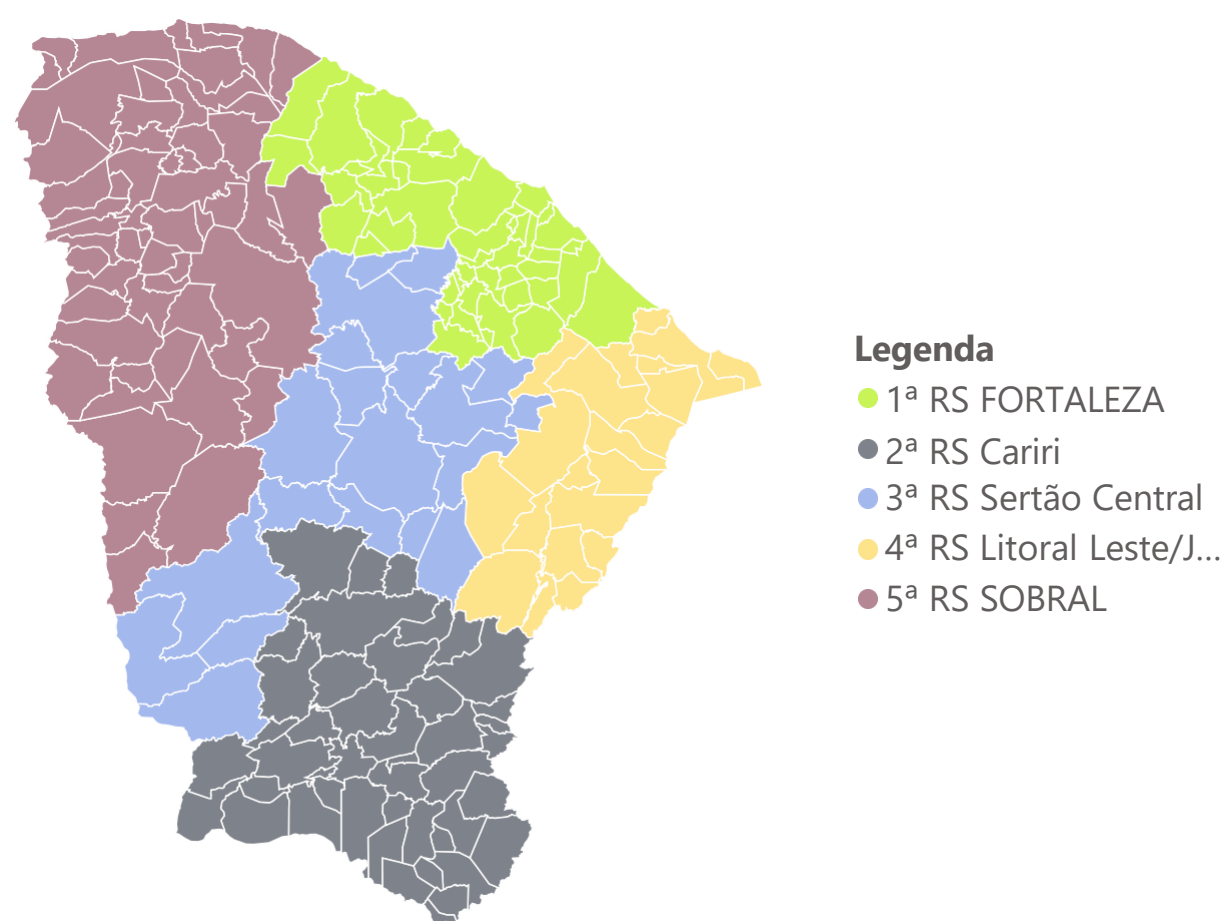 Legenda
1ª RS FORTALEZA
2ª RS Cariri
3ª RS Sertão Central
4ª RS Litoral Leste/J...
5ª RS SOBRAL